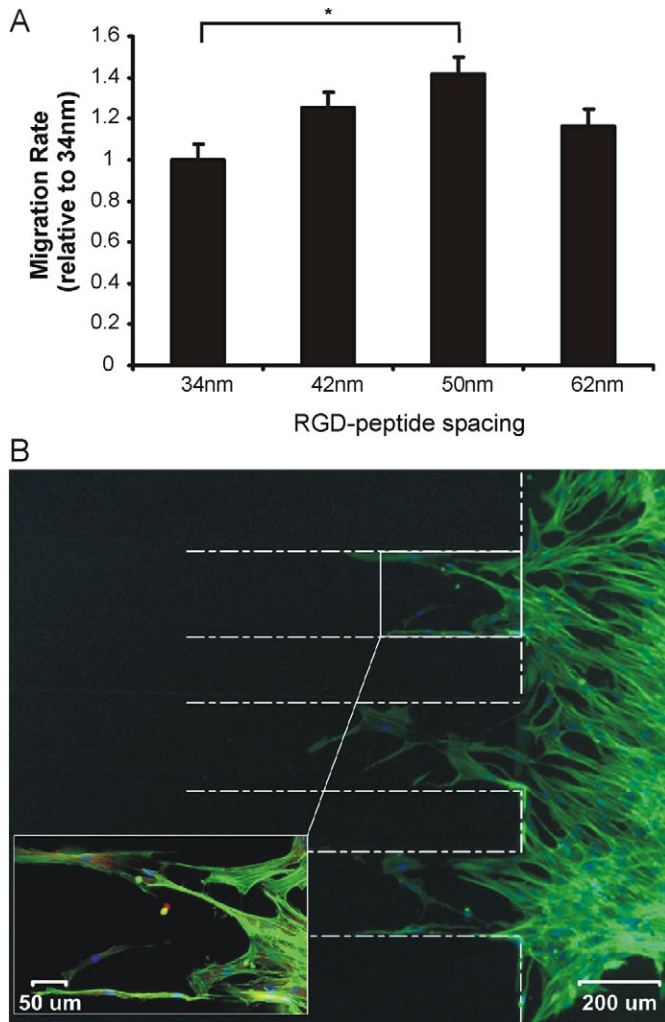 A
*
Migration Rate
(relative to 34nm)
1.6
1.4
1.2
1
0.8
0.6
0.4
0.2
0
34nm 42nm 50nm 62nm
RGD-peptide spacing
B
50 um
200 um